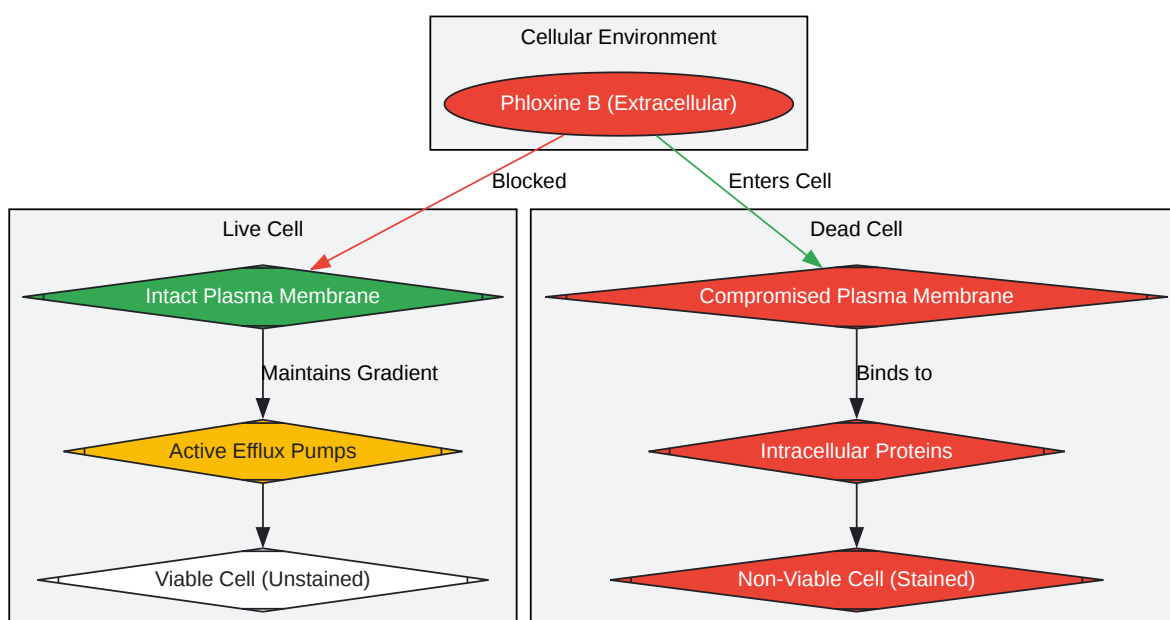 Cellular Environment
Phloxine B (Extracellular)
Blocked
Enters Cell
Live Cell
Dead Cell
Intact Plasma Membrane
Compromised Plasma Membrane
Maintains Gradient
Binds to
Active Efflux Pumps
Intracellular Proteins
Viable Cell (Unstained)
Non-Viable Cell (Stained)